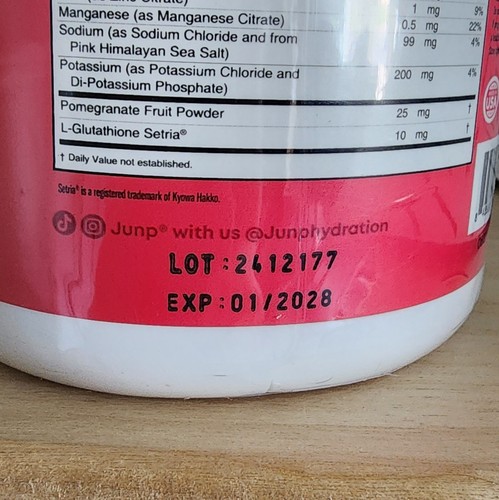 1 mg 9%
Manganese (as Manganese Citrate) 0.5 mg 22%
Sodium (as Sodium Chloride and from 99 mg 4%
Pink Himalayan Sea Salt)
Potassium (as Potassium Chloride and 200 mg 4%
Di-Potassium Phosphate)
Pomegranate Fruit Powder 25 mg †
L-Glutathione Setria® 10 mg †
† Daily Value not established.
Setria® is a registered trademark of Kyowa Hakko.
Junp® with us @Junphydration
LOT:2412177
EXP:01/2028
USA